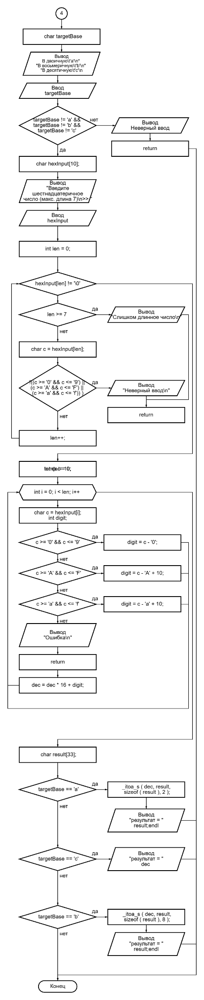 4
char targetBase
Вывод
В двоичную\t'a'\n"
"В восьмеричную\t'b'\n"
"В десятичную\t'c'\n
Ввод
targetBase
targetBase != 'a' &&
targetBase != 'b' &&
targetBase != 'c'
нет
Вывод
Неверный ввод
return
да
char hexInput[10];
Вывод
"Введите
шестнадцатеричное
число (макс. длина 7)\n>>"
Ввод
hexInput
int len = 0;
hexInput[len] != '\0'
len >= 7
да
Вывод
"Слишком длинное число\n"
нет
char c = hexInput[len];
!((c >= '0' && c <= '9') ||
(c >= 'A' && c <= 'F') ||
(c >= 'a' && c <= 'f')) )
да
Вывод
"Неверный ввод\n"
return
нет
len++;
int i = 0; i < len; i++
char c = hexInput[i];
int digit;
c >= '0' && c <= '9'
да
digit = c - '0';
нет
c >= 'A' && c <= 'F'
да
digit = c - 'A' + 10;
нет
c >= 'a' && c <= 'f'
да
digit = c - 'a' + 10;
нет
Вывод
"Ошибка\n"
return
dec = dec * 16 + digit;
char result[33];
targetBase == 'a'
да
_itoa_s ( dec, result,
sizeof ( result ), 2 );
Вывод
"результат = "
result;endl
нет
targetBase == 'c'
да
Вывод
"результат = "
dec
нет
targetBase == 'b'
да
_itoa_s ( dec, result,
sizeof ( result ), 8 );
Вывод
"результат = "
result;endl
нет
Конец